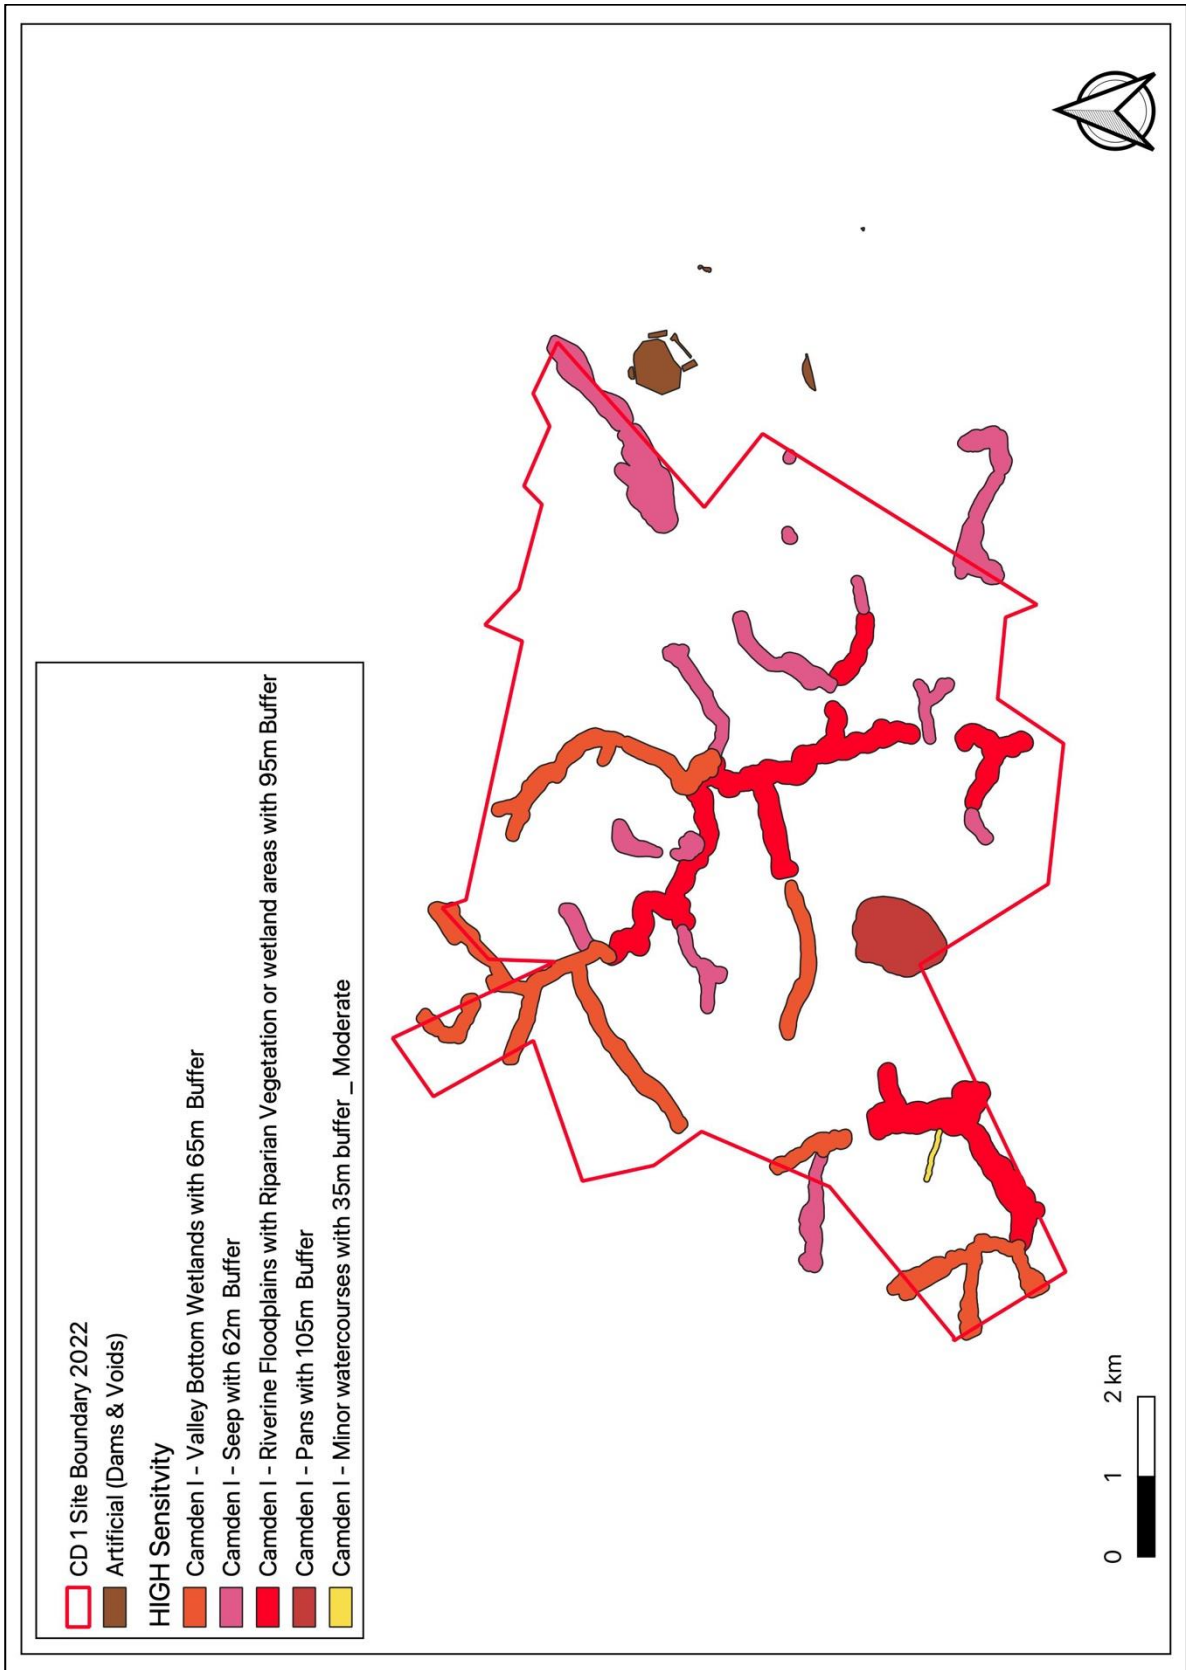 CD 1 Site Boundary 2022
Artificial (Dams & Voids)
HIGH Sensitvity
Camden I - Valley Bottom Wetlands with 65m Buffer
Camden I - Seep with 62m Buffer
Camden I - Riverine Floodplains with Riparian Vegetation or wetland areas with 95m Buffer
Camden I - Pans with 105m Buffer
Camden I - Minor watercourses with 35m buffer _ Moderate
0 1 2 km